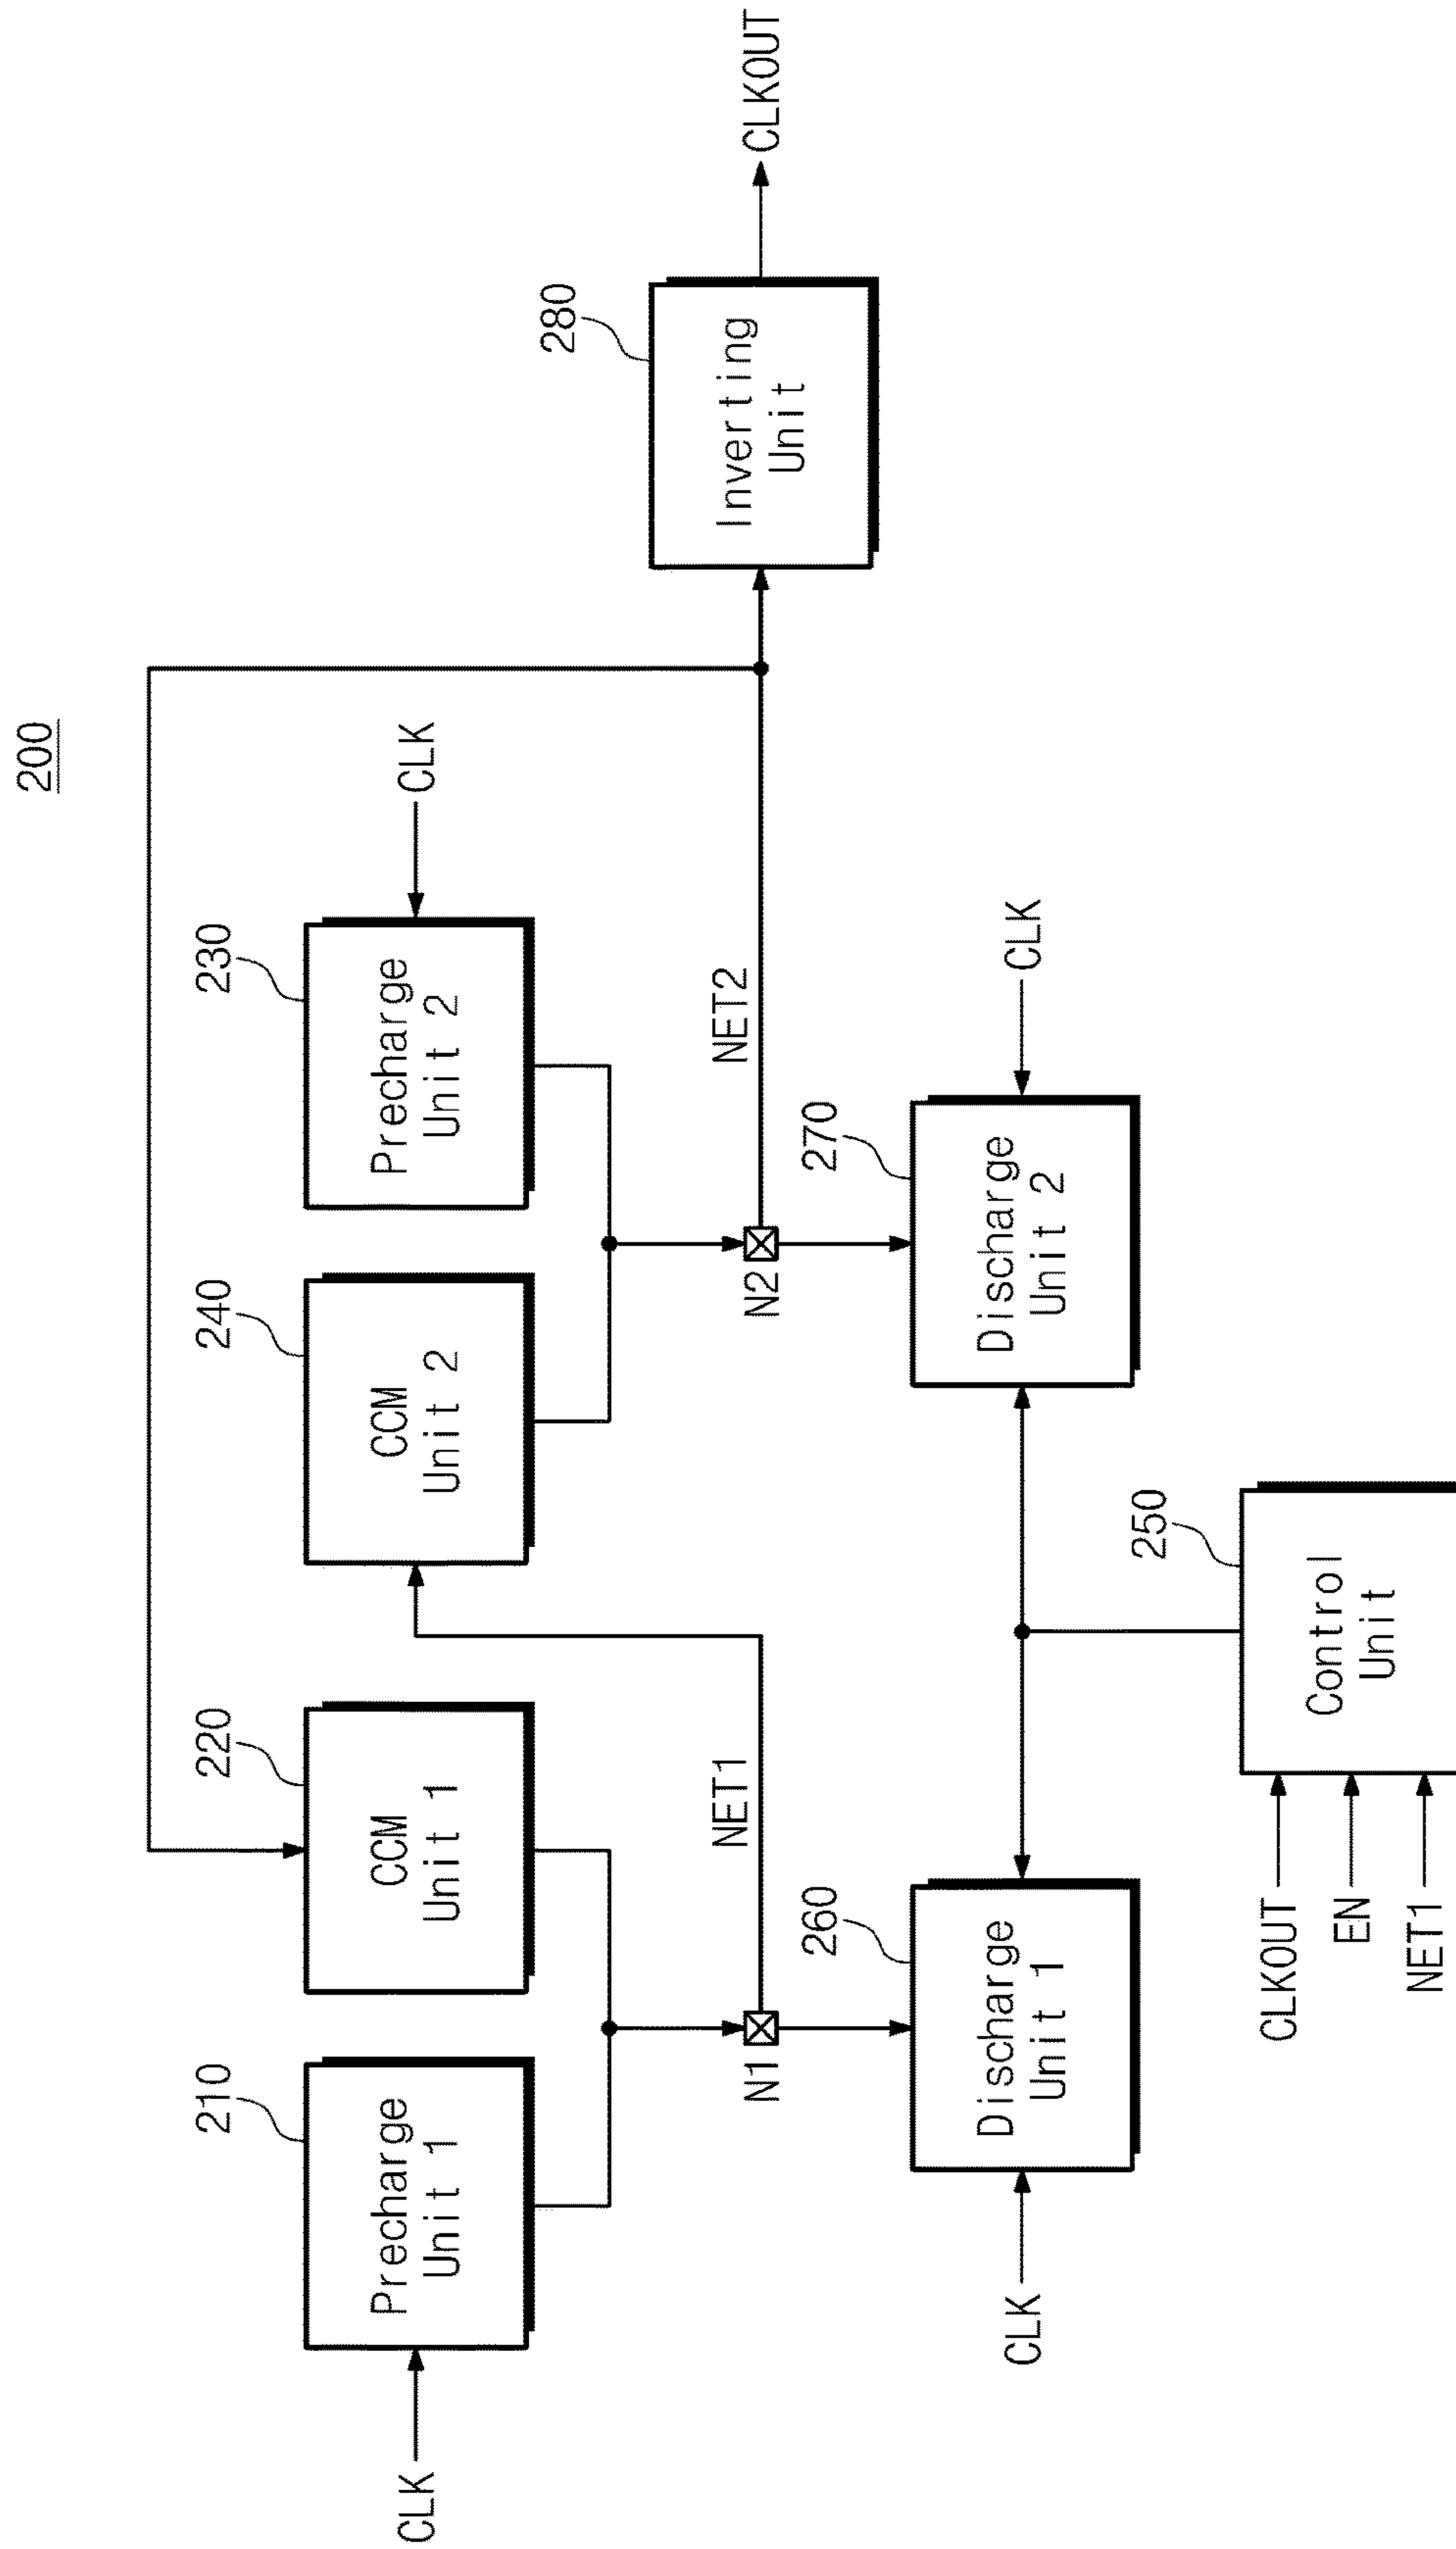 200
210
220
240
230
Precharge
Unit 1
CCM
Unit 1
CCM
Unit 2
Precharge
Unit 2
CLK
CLK
280
N1
NET1
N2
NET2
Inverting
Unit
CLKOUT
260
270
CLK
Discharge
Unit 1
Discharge
Unit 2
CLK
250
CLKOUT
EN
NET1
Control
Unit